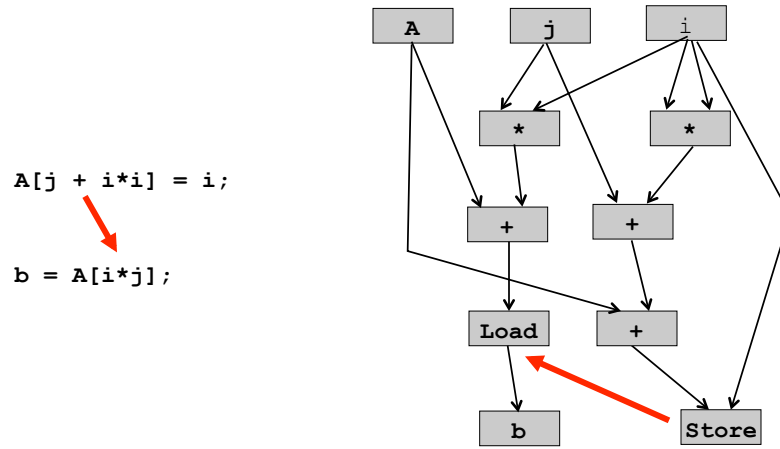 A j i
* *
A[j + i*i] = i;
+ +
b = A[i*j];
Load +
b Store